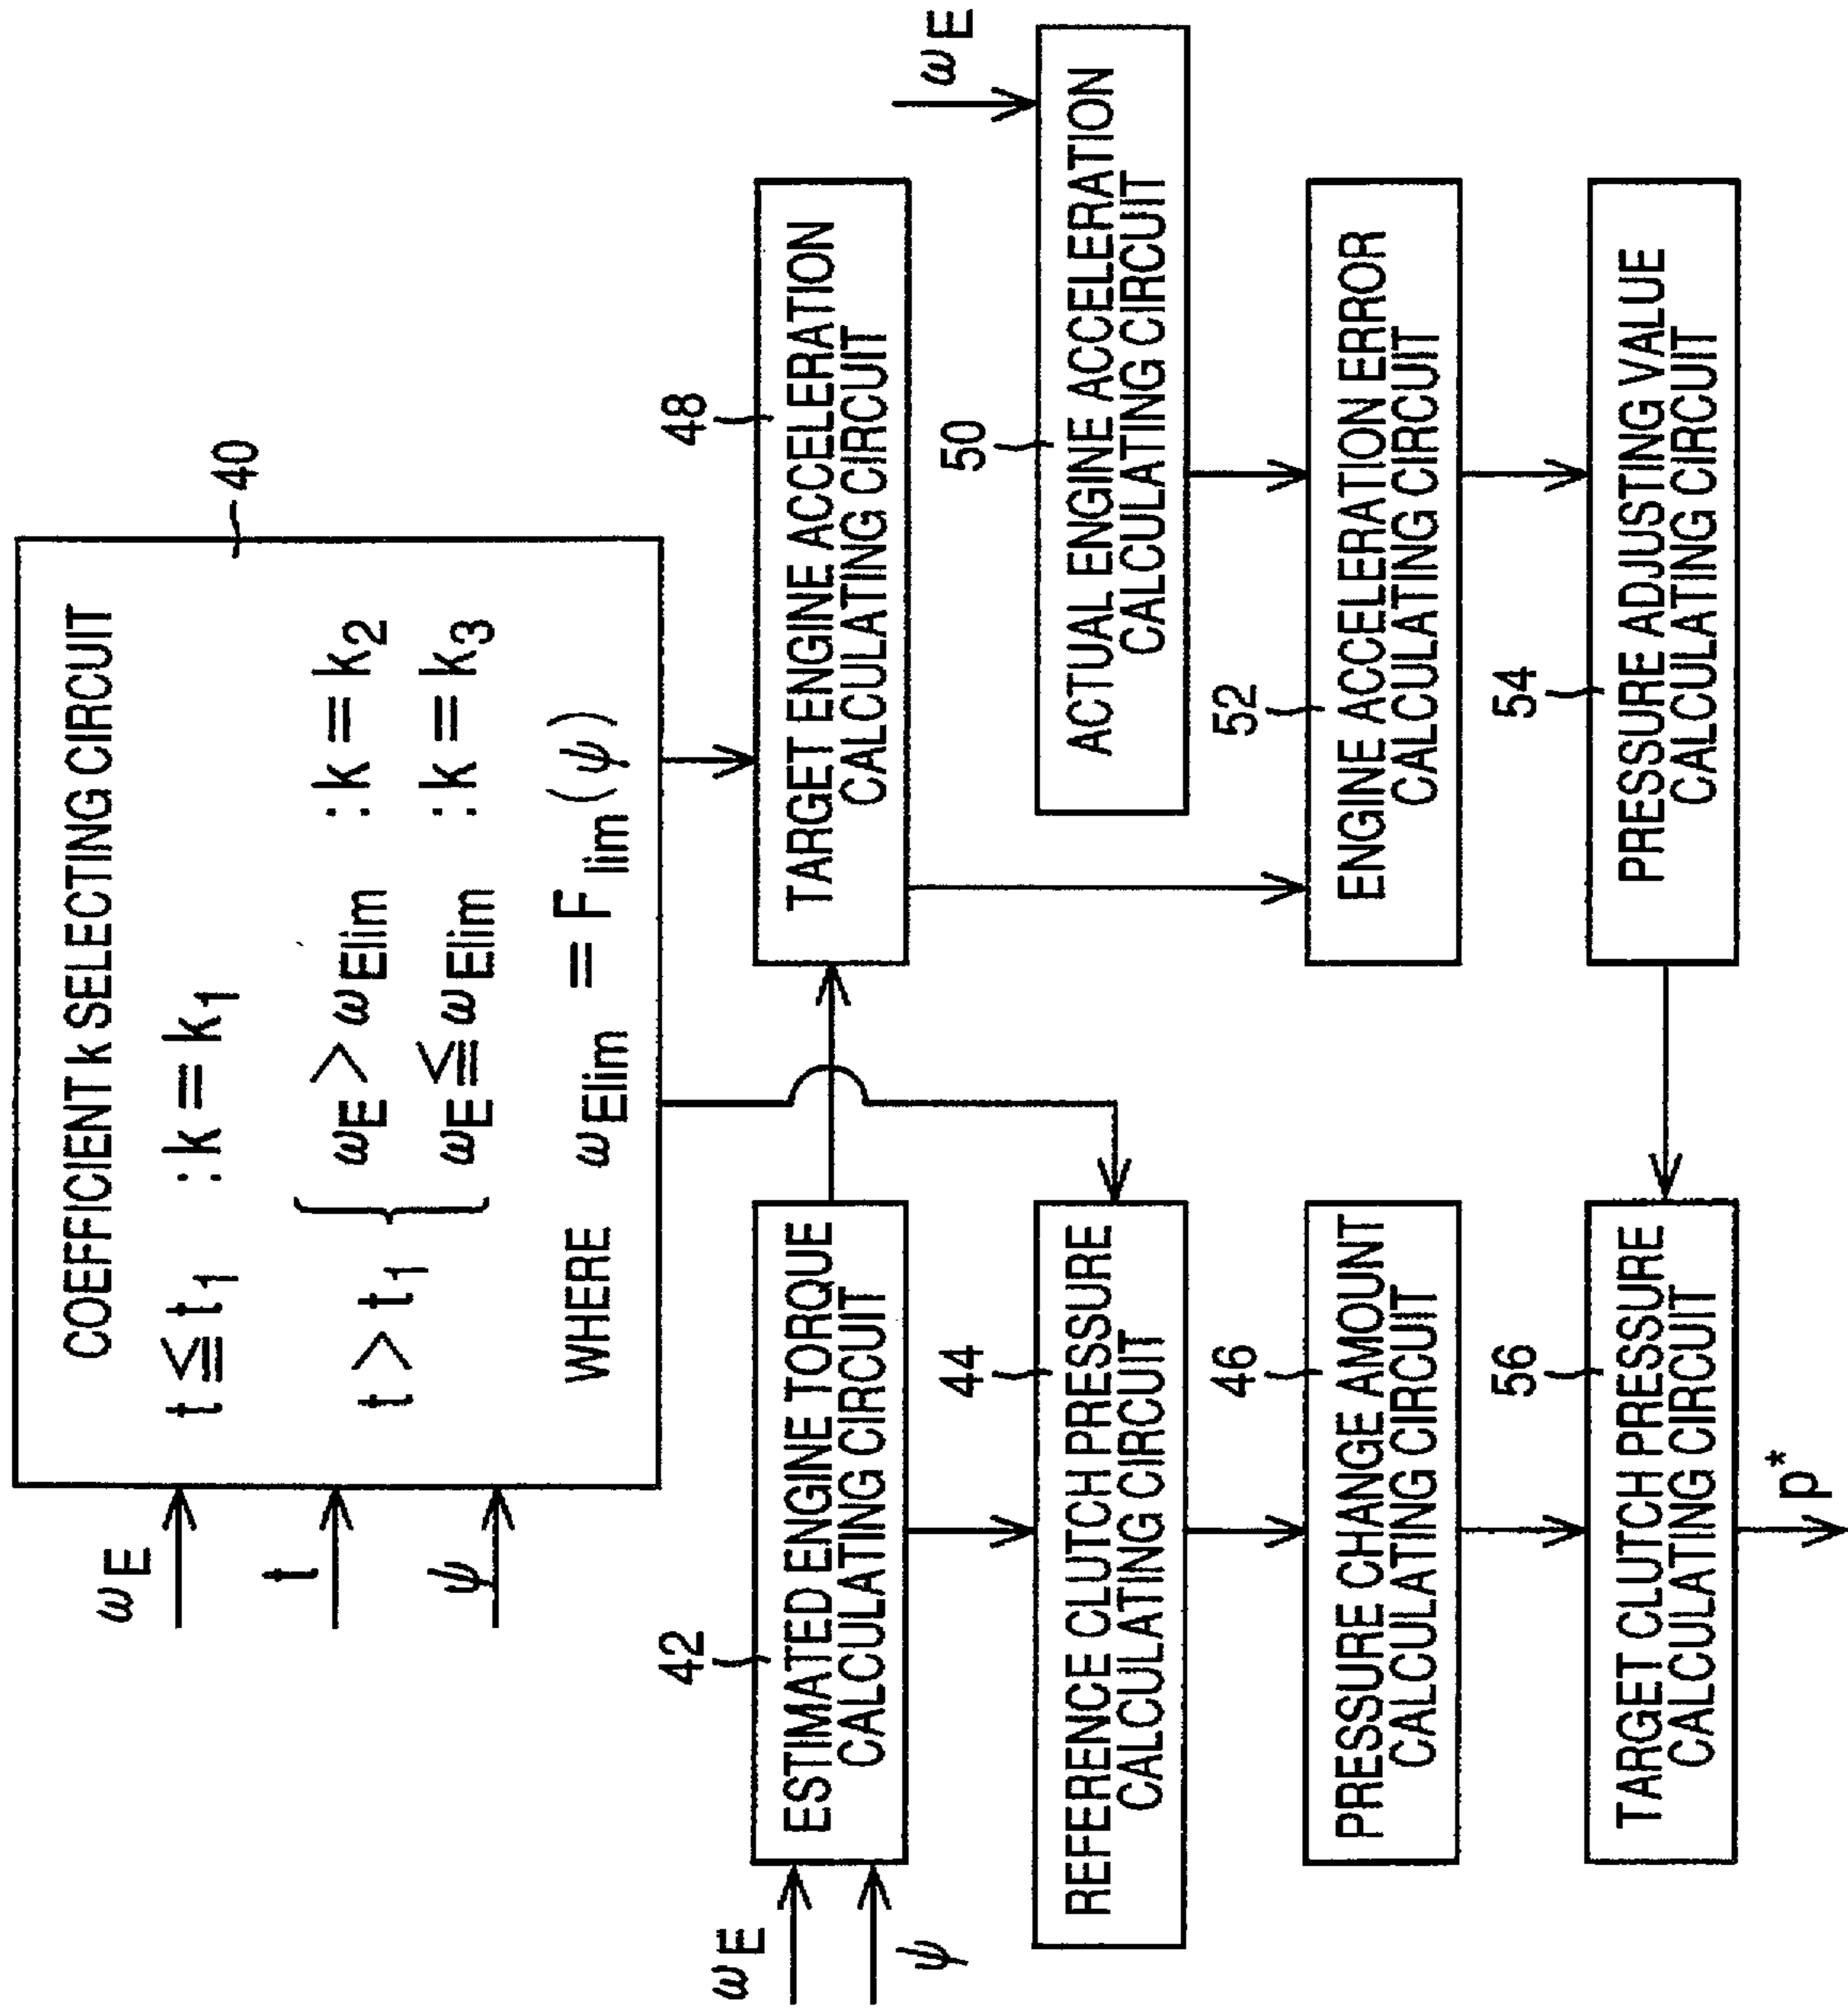 COEFFICIENT k SELECTING CIRCUIT
40
ωE
t
ψ
t ≦ t1 : k = k1
t > t1 { ωE > ωElim : k = k2
ωE ≦ ωElim : k = k3
WHERE ωElim = Flim(ψ)
42
ωE
ψ
ESTIMATED ENGINE TORQUE
CALCULATING CIRCUIT
48
TARGET ENGINE ACCELERATION
CALCULATING CIRCUIT
ωE
44
REFERENCE CLUTCH PRESSURE
CALCULATING CIRCUIT
50
ACTUAL ENGINE ACCELERATION
CALCULATING CIRCUIT
46
PRESSURE CHANGE AMOUNT
CALCULATING CIRCUIT
52
ENGINE ACCELERATION ERROR
CALCULATING CIRCUIT
56
TARGET CLUTCH PRESSURE
CALCULATING CIRCUIT
54
PRESSURE ADJUSTING VALUE
CALCULATING CIRCUIT
p*